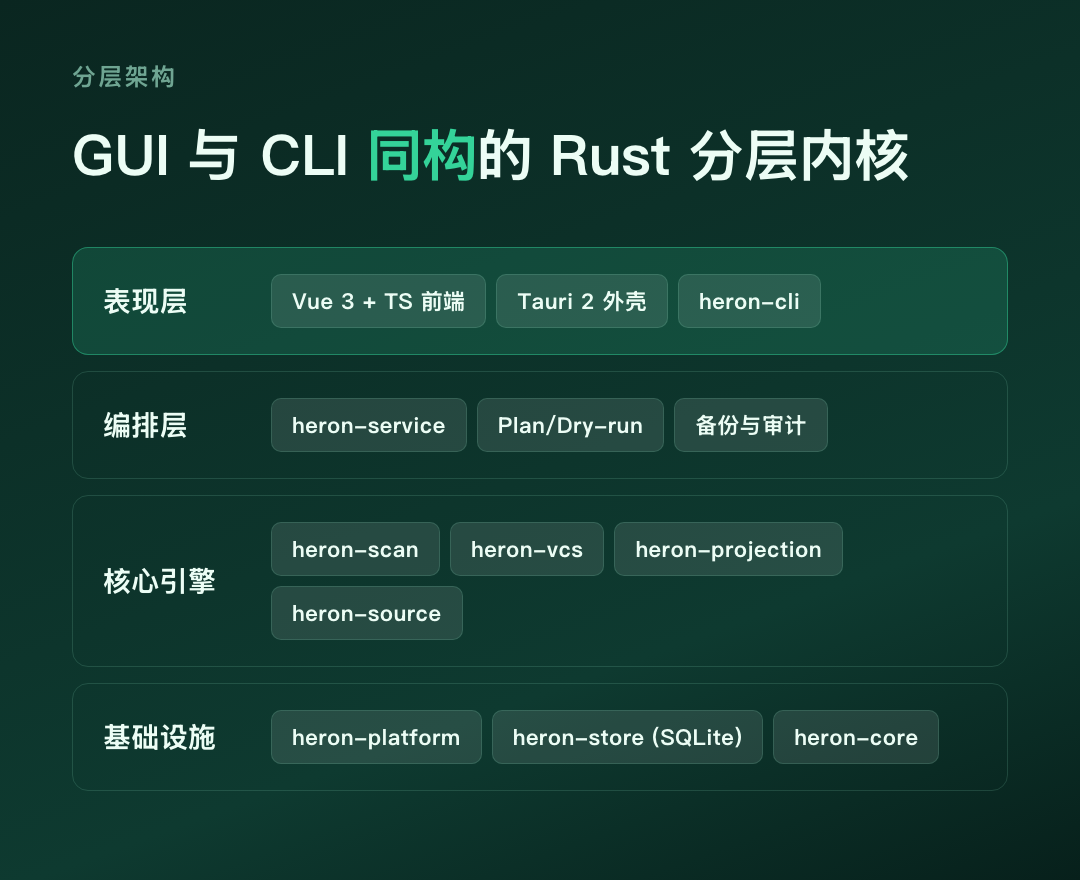 分层架构
GUI 与 CLI 同构的 Rust 分层内核
表现层 Vue 3 + TS 前端 Tauri 2 外壳 heron-cli
编排层 heron-service Plan/Dry-run 备份与审计
核心引擎 heron-scan heron-vcs heron-projection
heron-source
基础设施 heron-platform heron-store (SQLite) heron-core